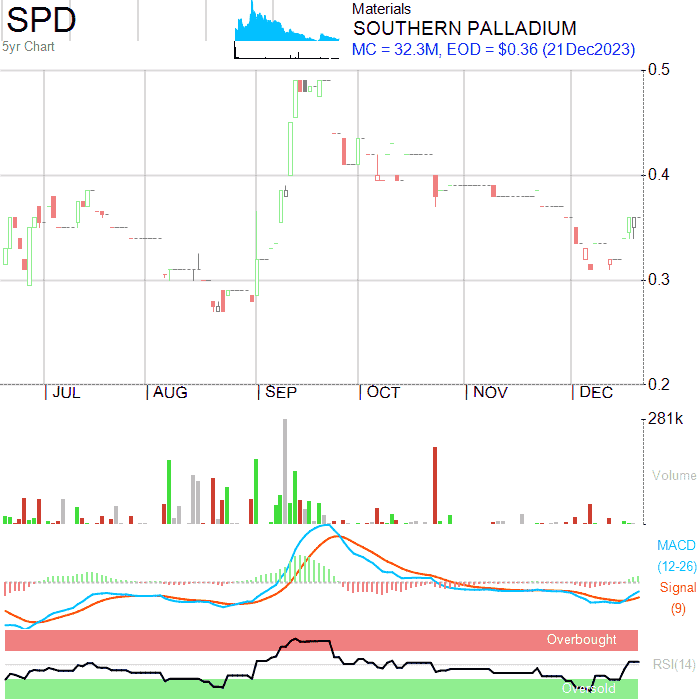 SPD
5yr Chart
Materials
SOUTHERN PALLADIUM
MC = 32.3M, EOD = $0.36 (21Dec2023)
0.5
0.4
0.3
0.2
JUL AUG SEP OCT NOV DEC
281k
Volume
MACD
(12-26)
Signal
(9)
Overbought
RSI(14)
Oversold